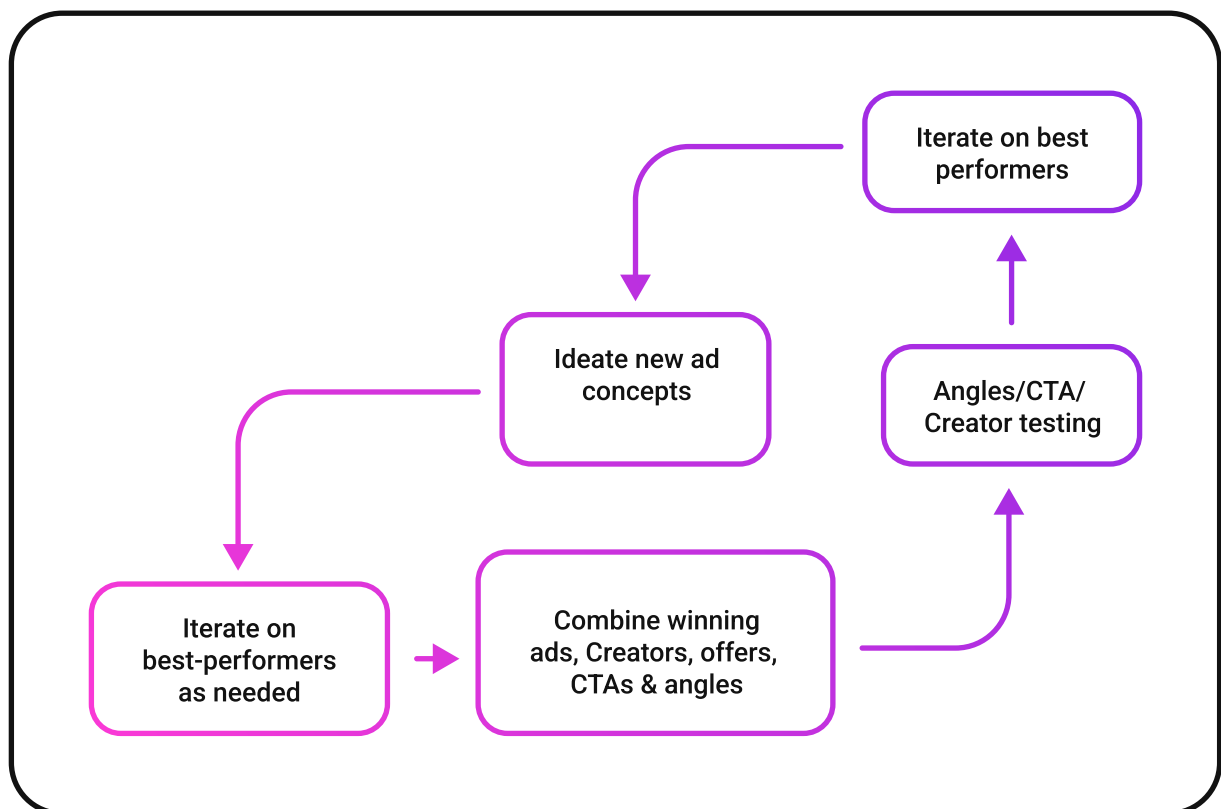 Iterate on best
performers
Ideate new ad
concepts
Angles/CTA/
Creator testing
Iterate on
best-performers
as needed
Combine winning
ads, Creators, offers,
CTAs & angles